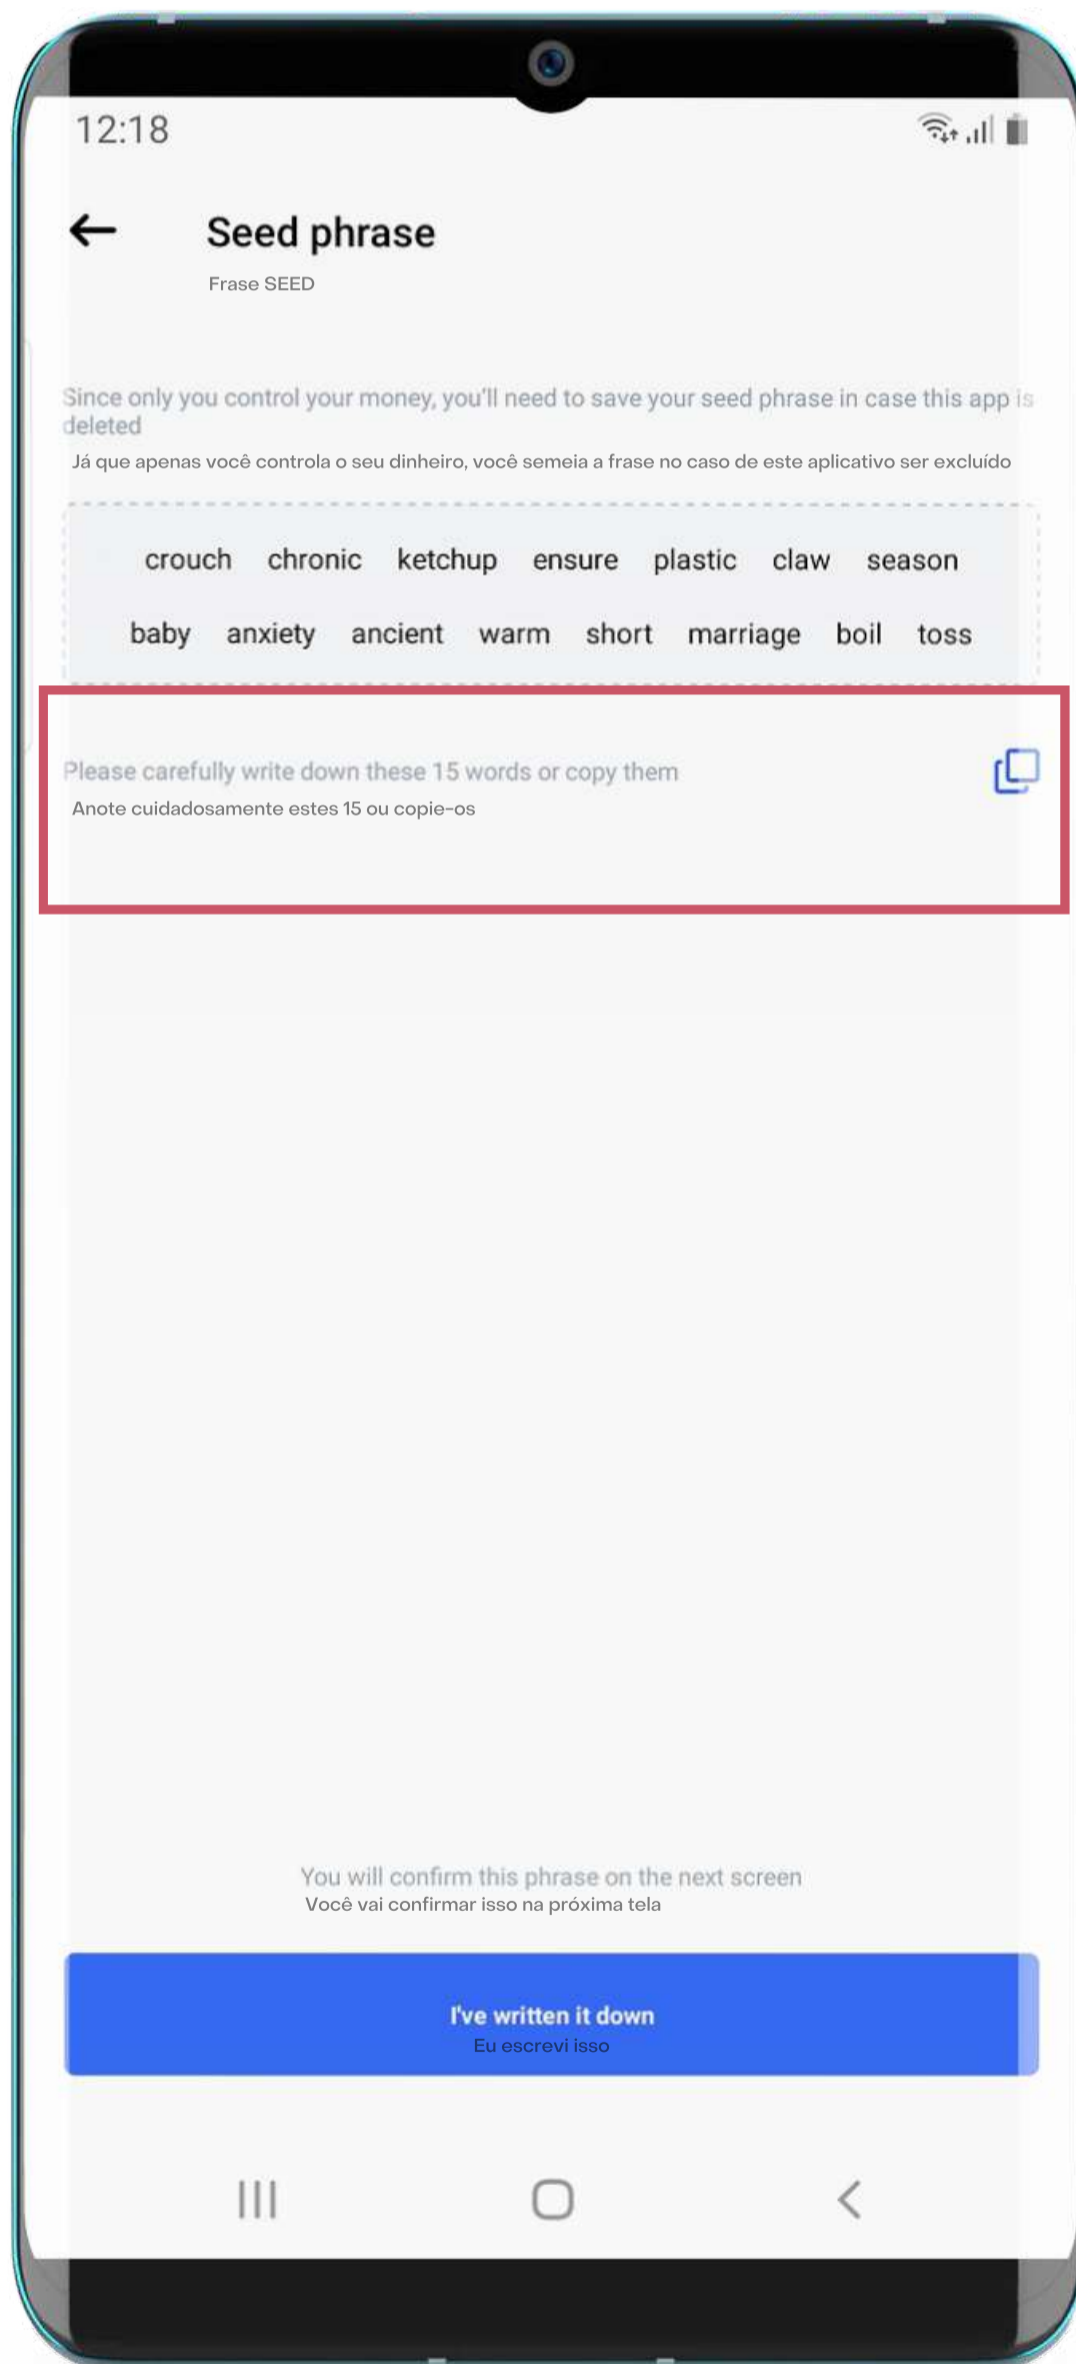 12:18
Seed phrase
Frase SEED
Since only you control your money, you'll need to save your seed phrase in case this app is
deleted
Já que apenas você controla o seu dinheiro, você semeia a frase no caso de este aplicativo ser excluído
crouch chronic ketchup ensure plastic claw season
baby anxiety ancient warm short marriage boil toss
Please carefully write down these 15 words or copy them
Anote cuidadosamente estes 15 ou copie-os
You will confirm this phrase on the next screen
Você vai confirmar isso na próxima tela
I've written it down
Eu escrevi isso